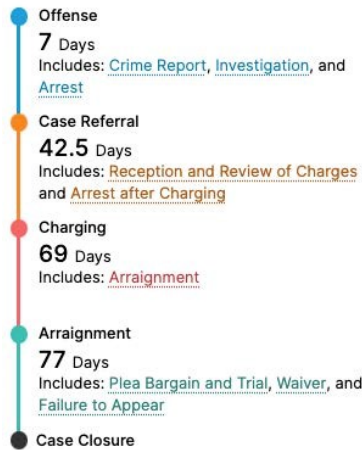 Offense
7 Days
Includes: Crime Report, Investigation, and
Arrest
Case Referral
42.5 Days
Includes: Reception and Review of Charges
and Arrest after Charging
Charging
69 Days
Includes: Arraignment
Arraignment
77 Days
Includes: Plea Bargain and Trial, Waiver, and
Failure to Appear
Case Closure